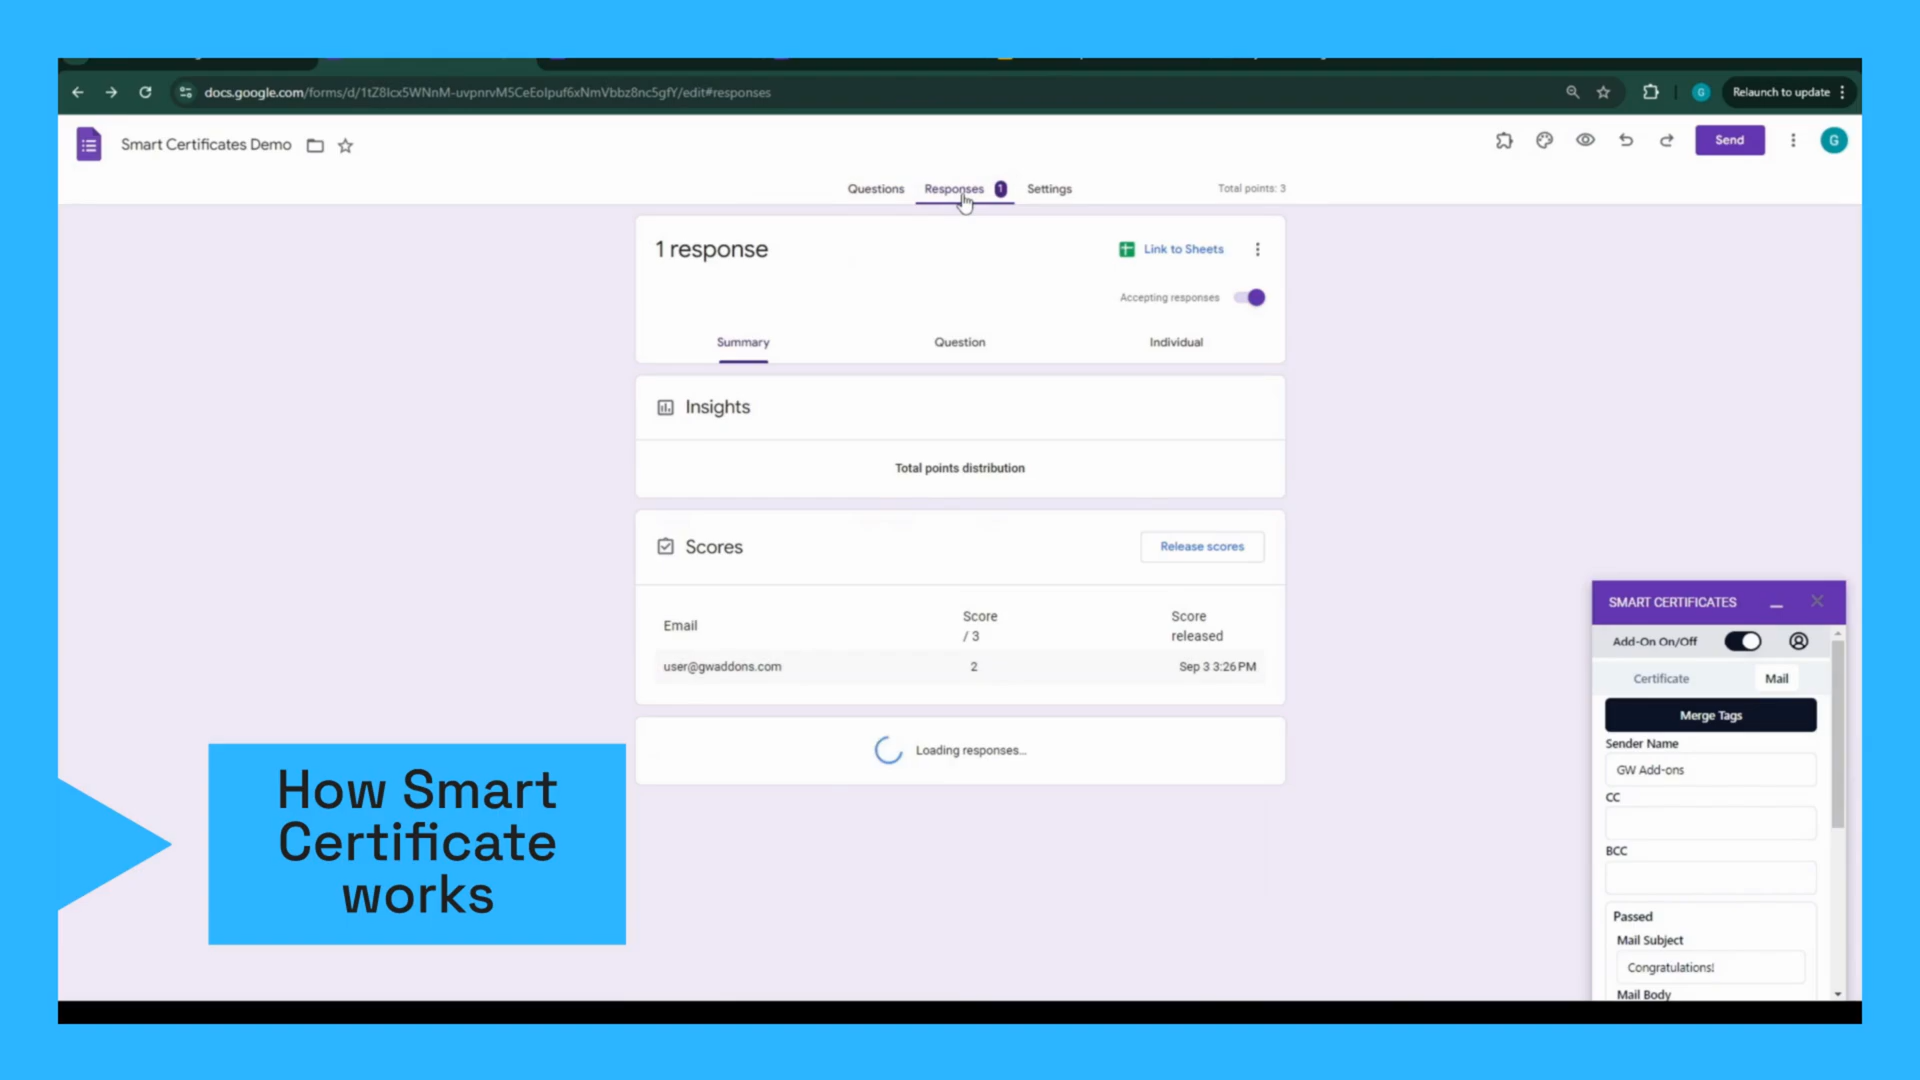 docs.google.com/forms/d/1tZ8lcx5WNnM-uvpnrvM5CeEolpuf6xNmVbbz8nc5gfY/edit#responses
G
Relaunch to update
Smart Certificates Demo
Send
G
Questions
Responses
1
Settings
Total points: 3
1 response
Link to Sheets
Accepting responses
Summary
Question
Individual
Insights
Total points distribution
Scores
Release scores
Email
Score
/ 3
Score
released
user@gwaddons.com
2
Sep 3 3:26 PM
Loading responses...
How Smart
Certificate
works
SMART CERTIFICATES
Add-On On/Off
Certificate
Mail
Merge Tags
Sender Name
GW Add-ons
CC
BCC
Passed
Mail Subject
Congratulations!
Mail Body